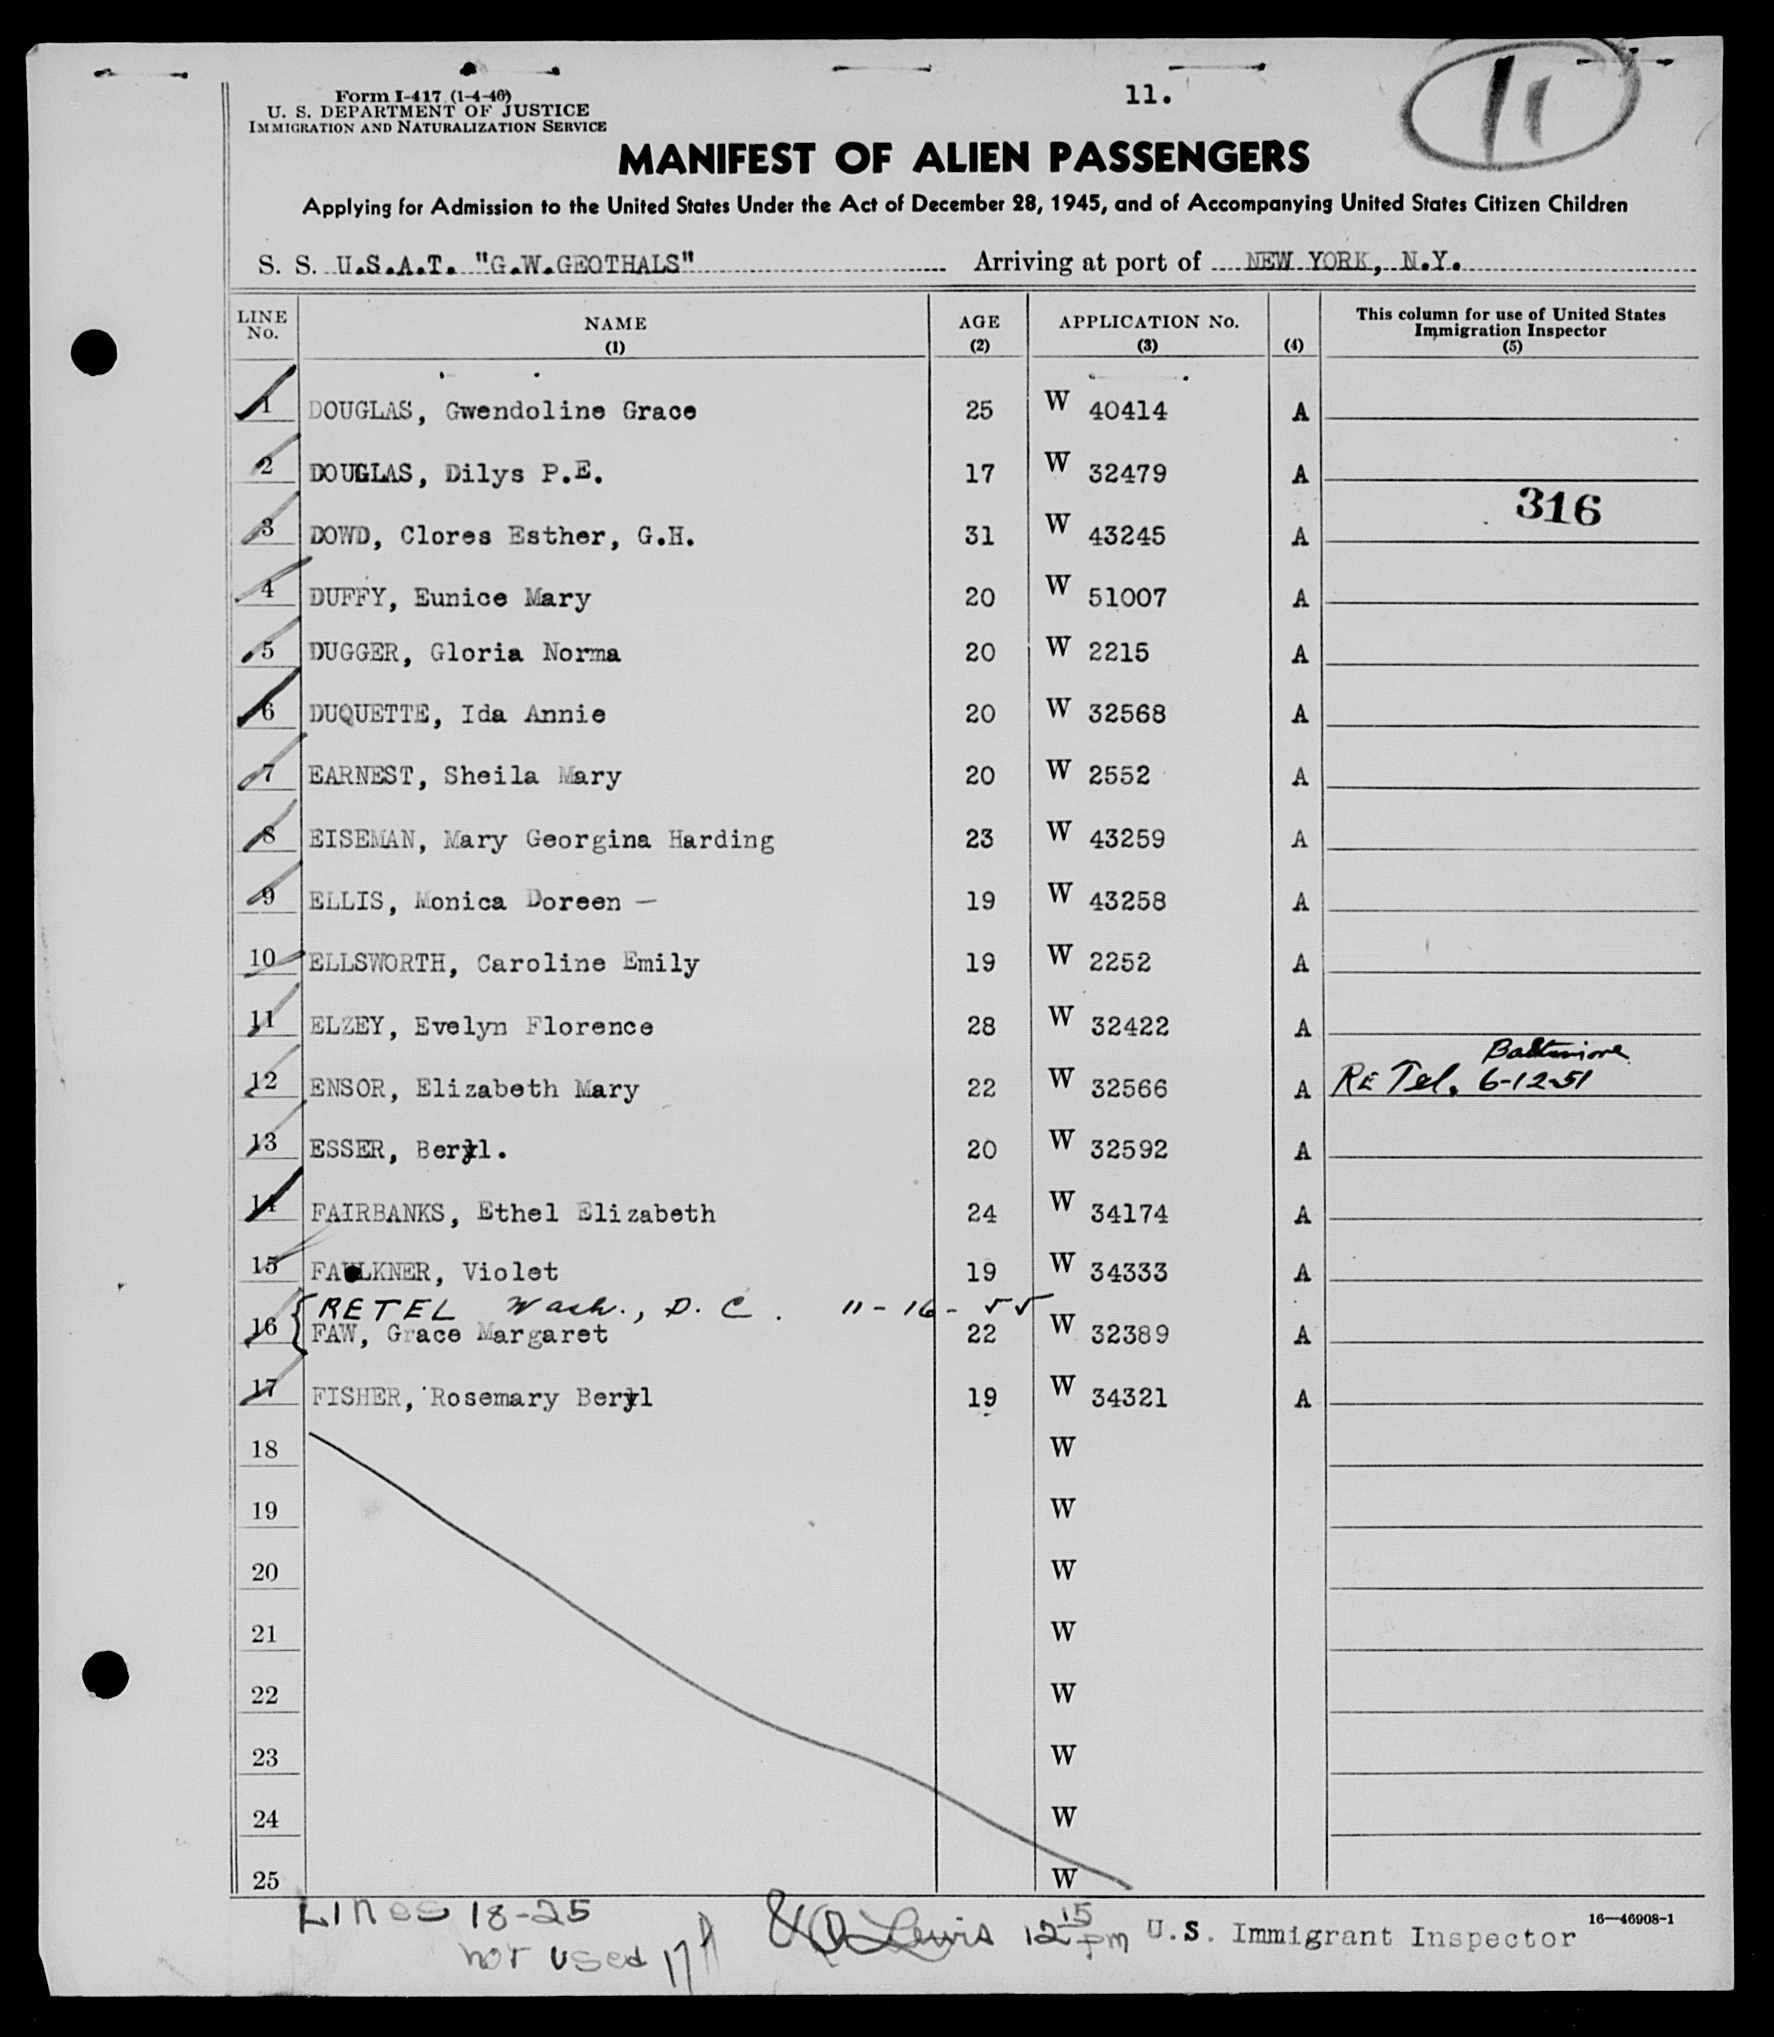 Form I-417 (1-4-46)
U. S. DEPARTMENT OF JUSTICE
IMMIGRATION AND NATURALIZATION SERVICE
11.
11
MANIFEST OF ALIEN PASSENGERS
Applying for Admission to the United States Under the Act of December 28, 1945, and of Accompanying United States Citizen Children
S. S. U.S.A.T. "G.W.GEOTHALS" Arriving at port of NEW YORK, N.Y.
LINE No. NAME (1) AGE (2) APPLICATION No. (3) (4) This column for use of United States Immigration Inspector (5)
1 DOUGLAS, Gwendoline Grace 25 W 40414 A
2 DOUGLAS, Dilys P.E. 17 W 32479 A
316
3 DOWD, Clores Esther, G.H. 31 W 43245 A
4 DUFFY, Eunice Mary 20 W 51007 A
5 DUGGER, Gloria Norma 20 W 2215 A
6 DUQUETTE, Ida Annie 20 W 32568 A
7 EARNEST, Sheila Mary 20 W 2552 A
8 EISEMAN, Mary Georgina Harding 23 W 43259 A
9 ELLIS, Monica Doreen — 19 W 43258 A
10 ELLSWORTH, Caroline Emily 19 W 2252 A
11 ELZEY, Evelyn Florence 28 W 32422 A
Baltimore
12 ENSOR, Elizabeth Mary 22 W 32566 A RE Tel. 6-12-51
13 ESSER, Beryl. 20 W 32592 A
14 FAIRBANKS, Ethel Elizabeth 24 W 34174 A
15 FAULKNER, Violet 19 W 34333 A
RETEL Wash., D. C. 11-16-55
16 FAW, Grace Margaret 22 W 32389 A
17 FISHER, Rosemary Beryl 19 W 34321 A
18 W
19 W
20 W
21 W
22 W
23 W
24 W
25 W
LINES 18-25
not used 17A
Lewis 12 15 pm U.S. Immigrant Inspector
16—46908-1